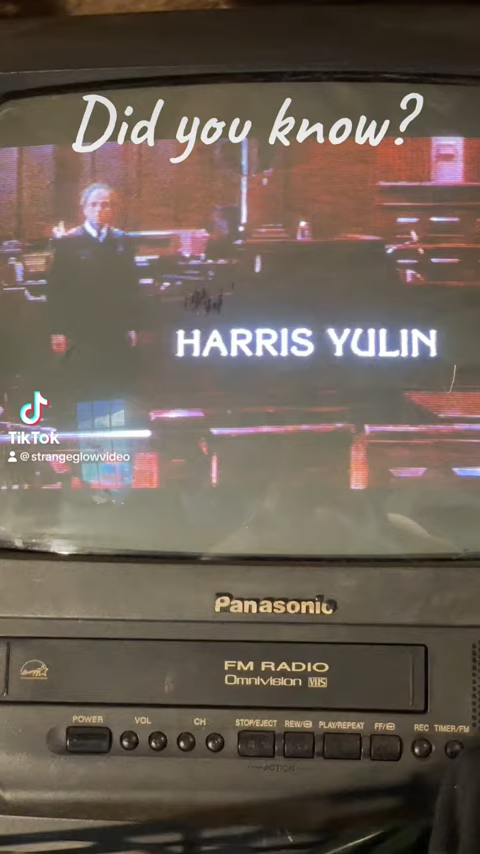 Did you know?
HARRIS YULIN
TikTok
@strangeglowvideo
Panasonic
FM RADIO
Omnivision VHS
POWER
VOL
CH
STOP/EJECT
REW/
PLAY/REPEAT
FF/
REC
TIMER/FM
ACTION